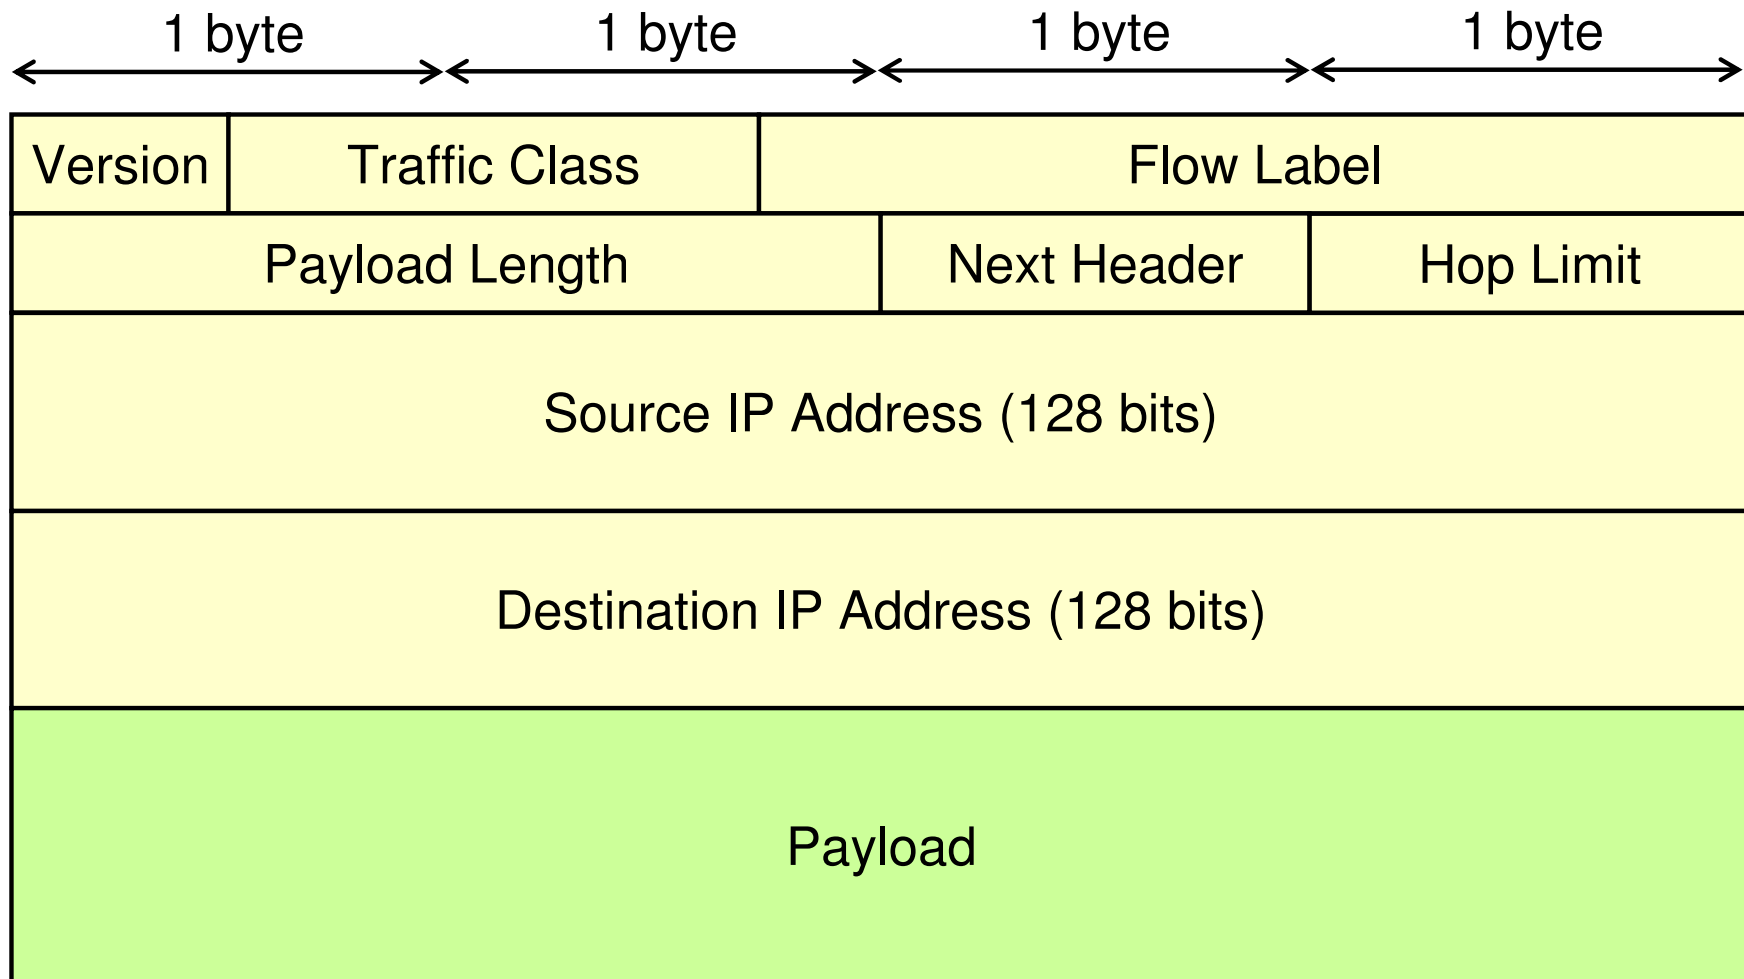 1 byte 1 byte 1 byte 1 byte
Version Traffic Class Flow Label
Payload Length Next Header Hop Limit
Source IP Address (128 bits)
Destination IP Address (128 bits)
Payload